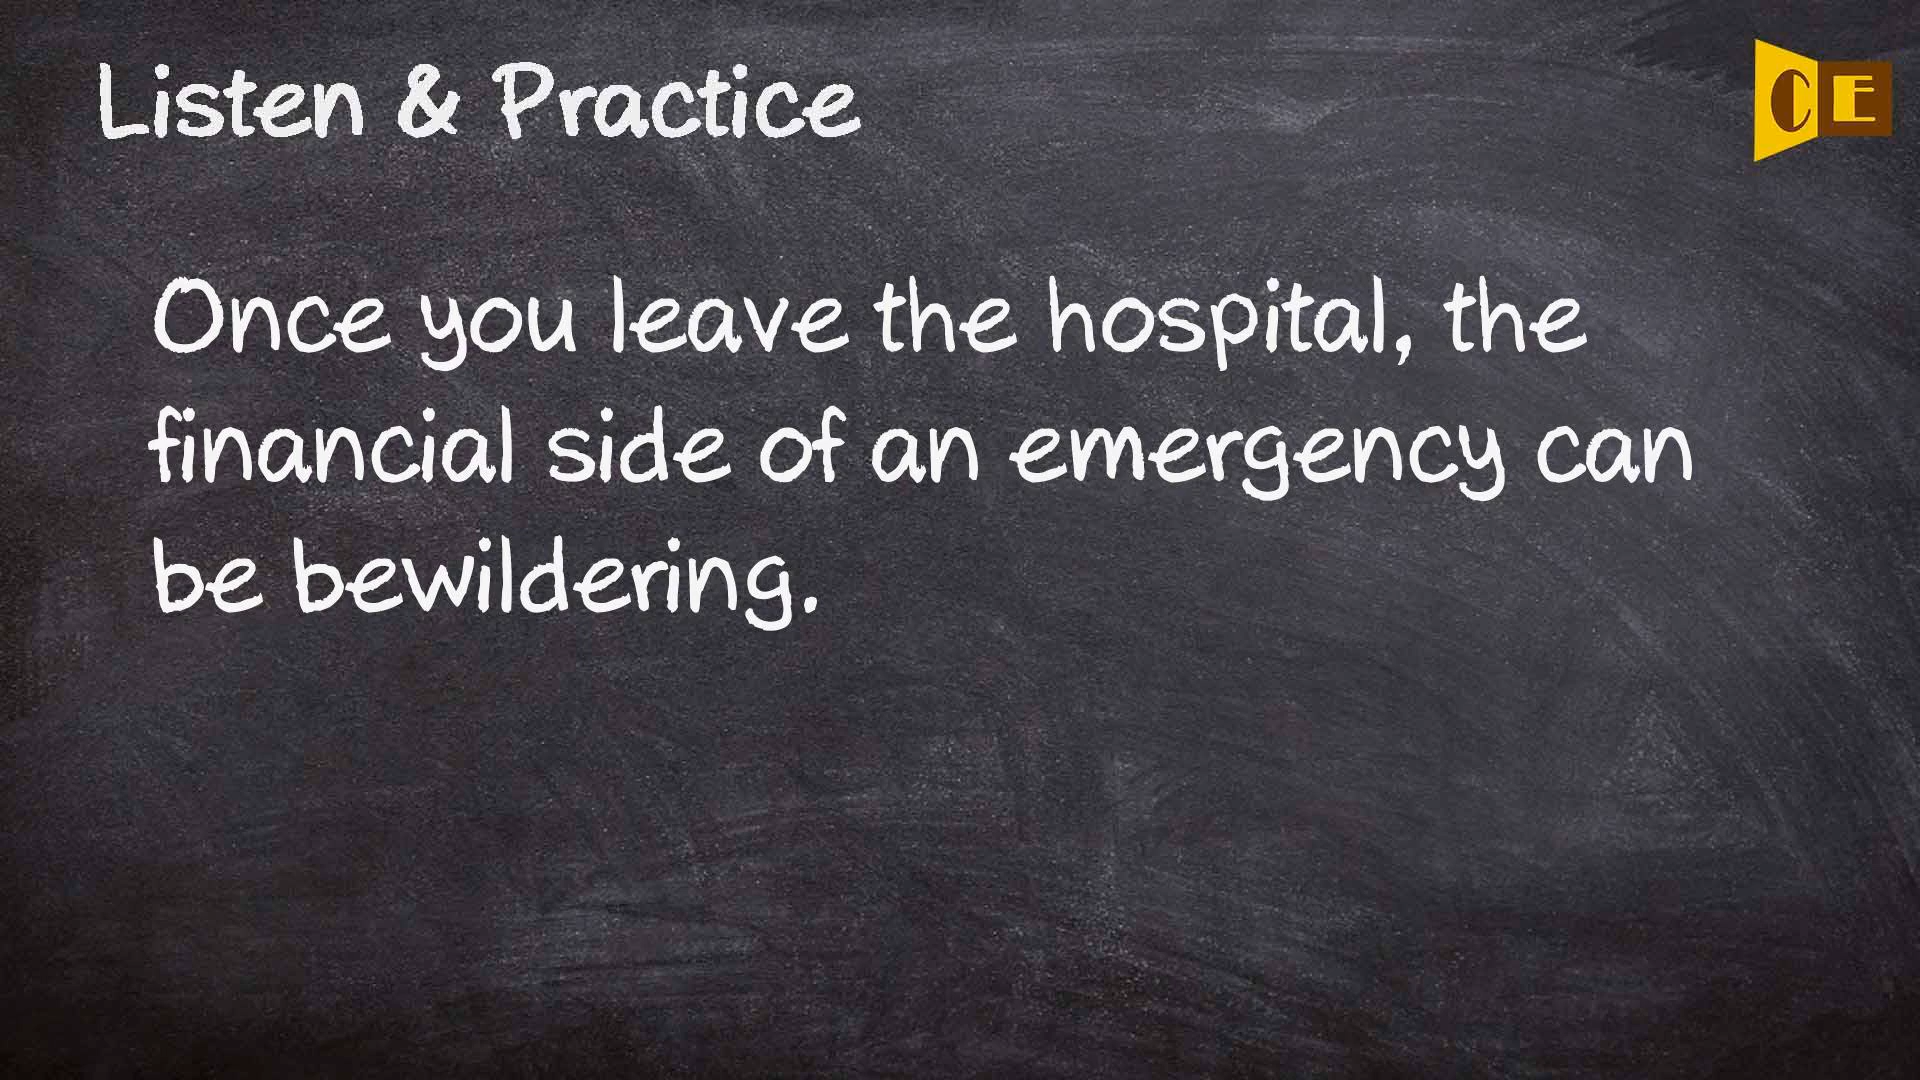 Listen & Practice
CE
Once you leave the hospital, the
financial side of an emergency can
be bewildering.